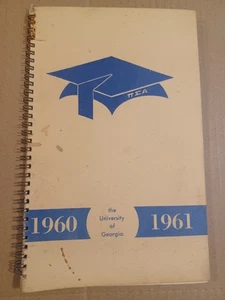 ΠΣΑ
1960
the
University
of
Georgia
1961